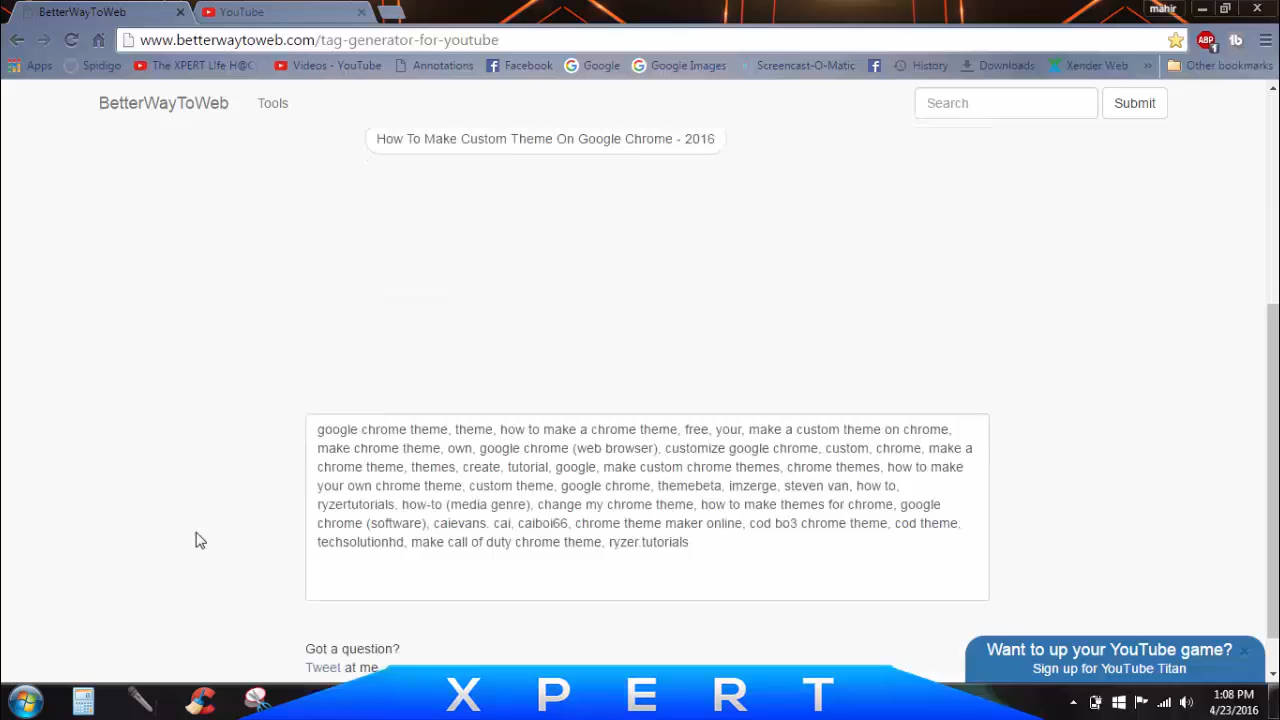 BetterWayToWeb
YouTube
mahir
www.betterwaytoweb.com/tag-generator-for-youtube
ABP
1
Apps
Spidigo
The XPERT LIfe H@C
Videos - YouTube
Annotations
Facebook
Google
Google Images
Screencast-O-Matic
History
Downloads
Xender Web
»
Other bookmarks
BetterWayToWeb
Tools
Search
Submit
How To Make Custom Theme On Google Chrome - 2016
google chrome theme, theme, how to make a chrome theme, free, your, make a custom theme on chrome,
make chrome theme, own, google chrome (web browser), customize google chrome, custom, chrome, make a
chrome theme, themes, create, tutorial, google, make custom chrome themes, chrome themes, how to make
your own chrome theme, custom theme, google chrome, themebeta, imzerge, steven van, how to,
ryzertutorials, how-to (media genre), change my chrome theme, how to make themes for chrome, google
chrome (software), caievans. cai, caiboi66, chrome theme maker online, cod bo3 chrome theme, cod theme,
techsolutionhd, make call of duty chrome theme, ryzer.tutorials
Got a question?
Tweet at me
Want to up your YouTube game?
Sign up for YouTube Titan
XPERT
1:08 PM
4/23/2016